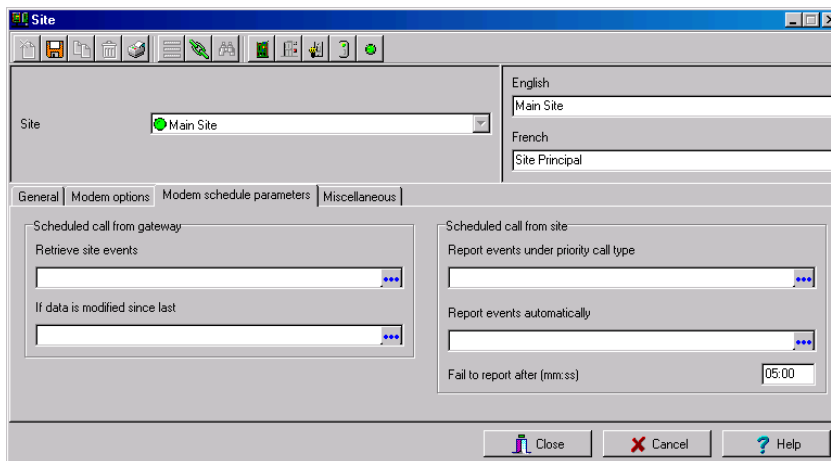 Site
English
Main Site
Site
Main Site
French
Site Principal
General
Modem options
Modem schedule parameters
Miscellaneous
Scheduled call from gateway
Retrieve site events
If data is modified since last
Scheduled call from site
Report events under priority call type
Report events automatically
Fail to report after (mm:ss)
05:00
Close
Cancel
Help